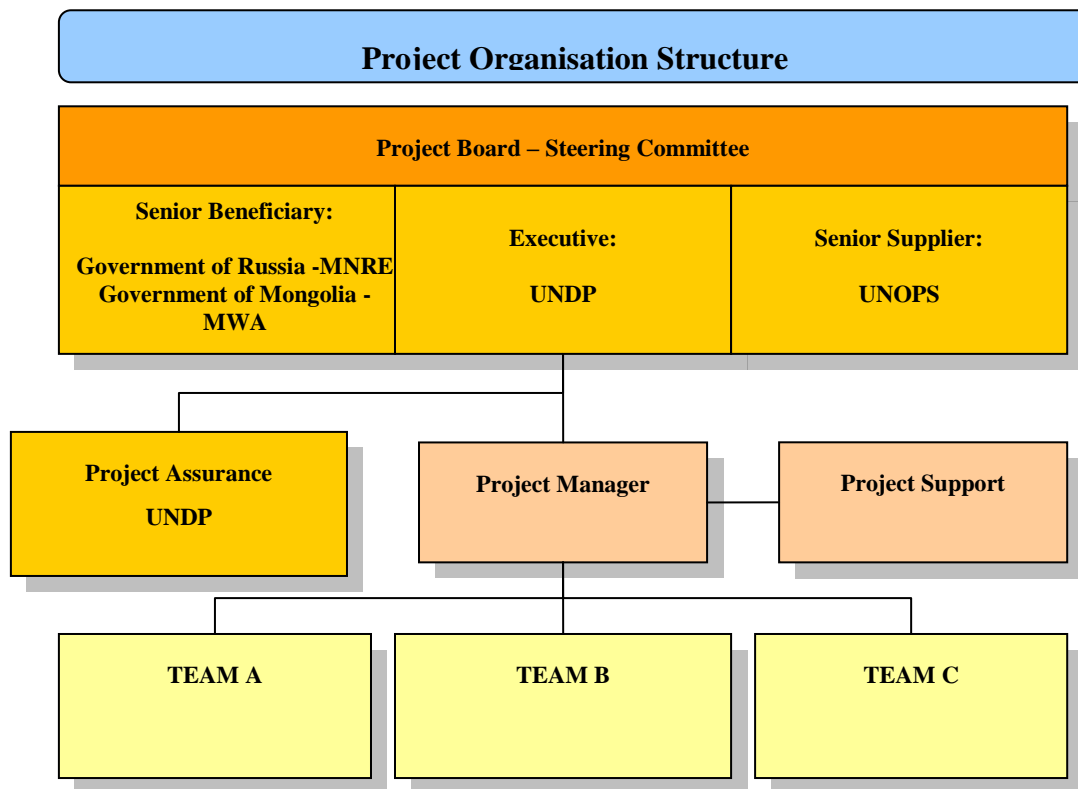 Project Organisation Structure
Project Board – Steering Committee
Senior Beneficiary:
Government of Russia -MNRE
Government of Mongolia -
MWA
Executive:
UNDP
Senior Supplier:
UNOPS
Project Assurance
UNDP
Project Manager
Project Support
TEAM A
TEAM B
TEAM C